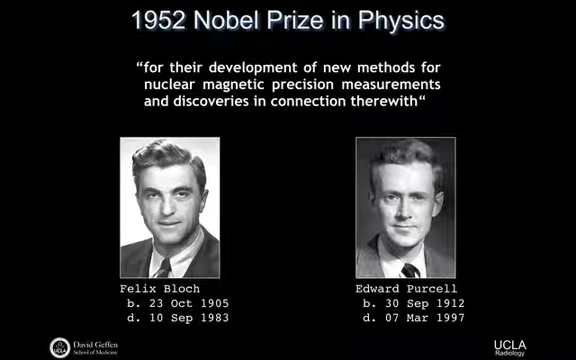 1952 Nobel Prize in Physics
“for their development of new methods for
nuclear magnetic precision measurements
and discoveries in connection therewith“
Felix Bloch
b. 23 Oct 1905
d. 10 Sep 1983
Edward Purcell
b. 30 Sep 1912
d. 07 Mar 1997
UCLA
David Geffen
School of Medicine
UCLA
Radiology